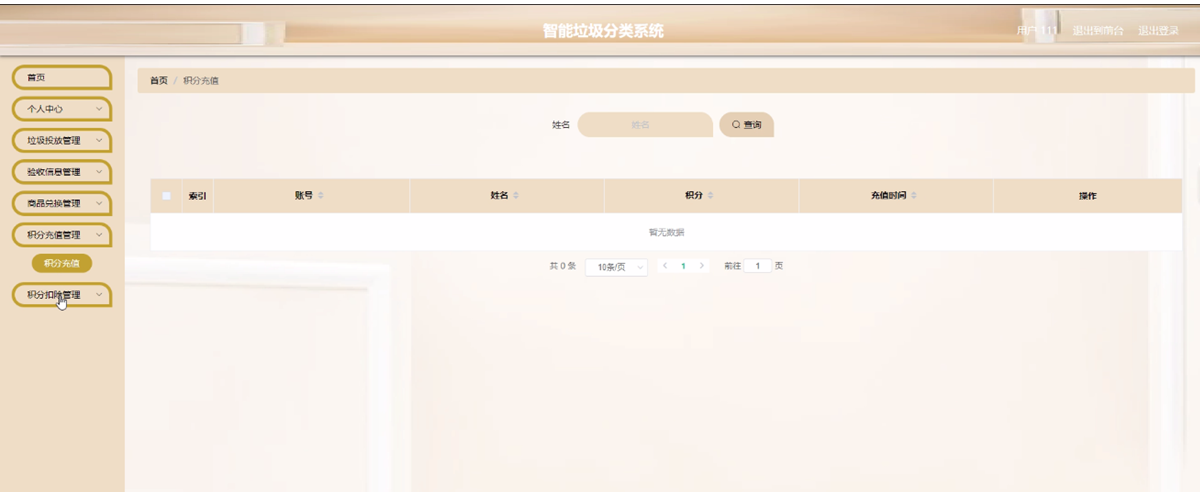 智能垃圾分类系统
用户 111 退出到前台 退出登录
首页
个人中心
垃圾投放管理
验收信息管理
商品兑换管理
积分充值管理
积分充值
积分扣除管理
首页 / 积分充值
姓名 姓名 查询
索引 账号 姓名 积分 充值时间 操作
暂无数据
共 0 条 10条/页 1 前往 1 页